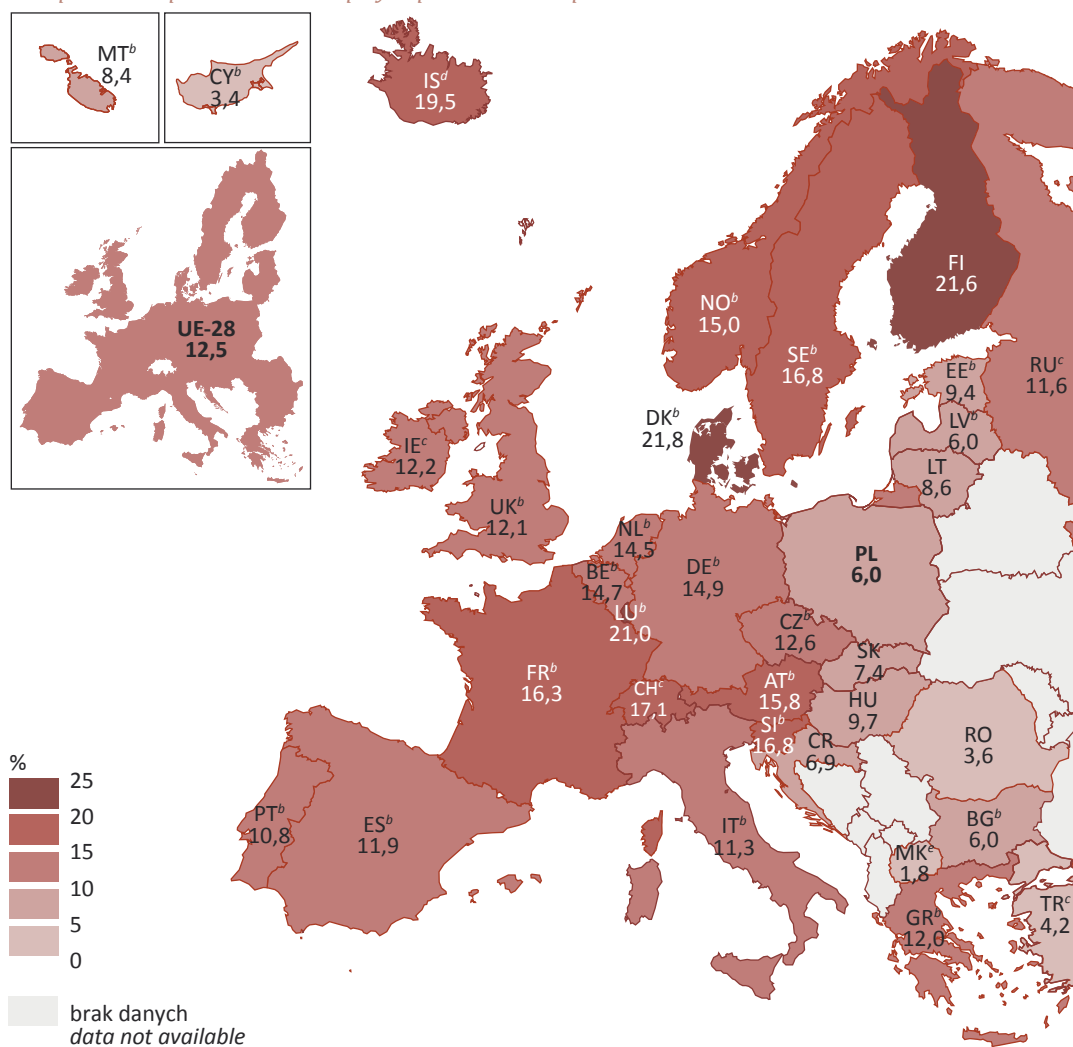 MTᵇ
8,4
CYᵇ
3,4
ISᵈ
19,5
UE-28
12,5
FI
21,6
NOᵇ
15,0
SEᵇ
16,8
EEᵇ
9,4
RUᶜ
11,6
DKᵇ
21,8
LVᵇ
6,0
IEᶜ
12,2
LT
8,6
UKᵇ
12,1
NLᵇ
14,5
PL
6,0
BEᵇ
14,7
DEᵇ
14,9
LUᵇ
21,0
CZᵇ
12,6
SK
7,4
FRᵇ
16,3
CHᶜ
17,1
ATᵇ
15,8
HU
9,7
SIᵇ
16,8
CR
6,9
RO
3,6
PTᵇ
10,8
ESᵇ
11,9
ITᵇ
11,3
BGᵇ
6,0
MKᵉ
1,8
TRᶜ
4,2
GRᵇ
12,0
%
25
20
15
10
5
0
brak danych
data not available